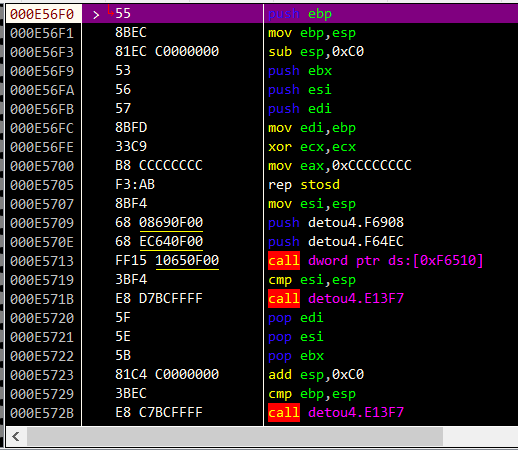 000E56F0 > 55 push ebp
000E56F1 8BEC mov ebp,esp
000E56F3 81EC C0000000 sub esp,0xC0
000E56F9 53 push ebx
000E56FA 56 push esi
000E56FB 57 push edi
000E56FC 8BFD mov edi,ebp
000E56FE 33C9 xor ecx,ecx
000E5700 B8 CCCCCCCC mov eax,0xCCCCCCCC
000E5705 F3:AB rep stosd
000E5707 8BF4 mov esi,esp
000E5709 68 08690F00 push detou4.F6908
000E570E 68 EC640F00 push detou4.F64EC
000E5713 FF15 10650F00 call dword ptr ds:[0xF6510]
000E5719 3BF4 cmp esi,esp
000E571B E8 D7BCFFFF call detou4.E13F7
000E5720 5F pop edi
000E5721 5E pop esi
000E5722 5B pop ebx
000E5723 81C4 C0000000 add esp,0xC0
000E5729 3BEC cmp ebp,esp
000E572B E8 C7BCFFFF call detou4.E13F7